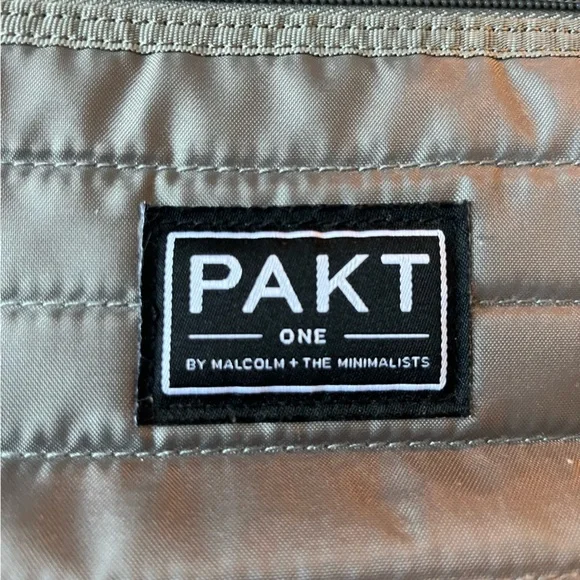 PAKT
ONE
BY MALCOLM + THE MINIMALISTS